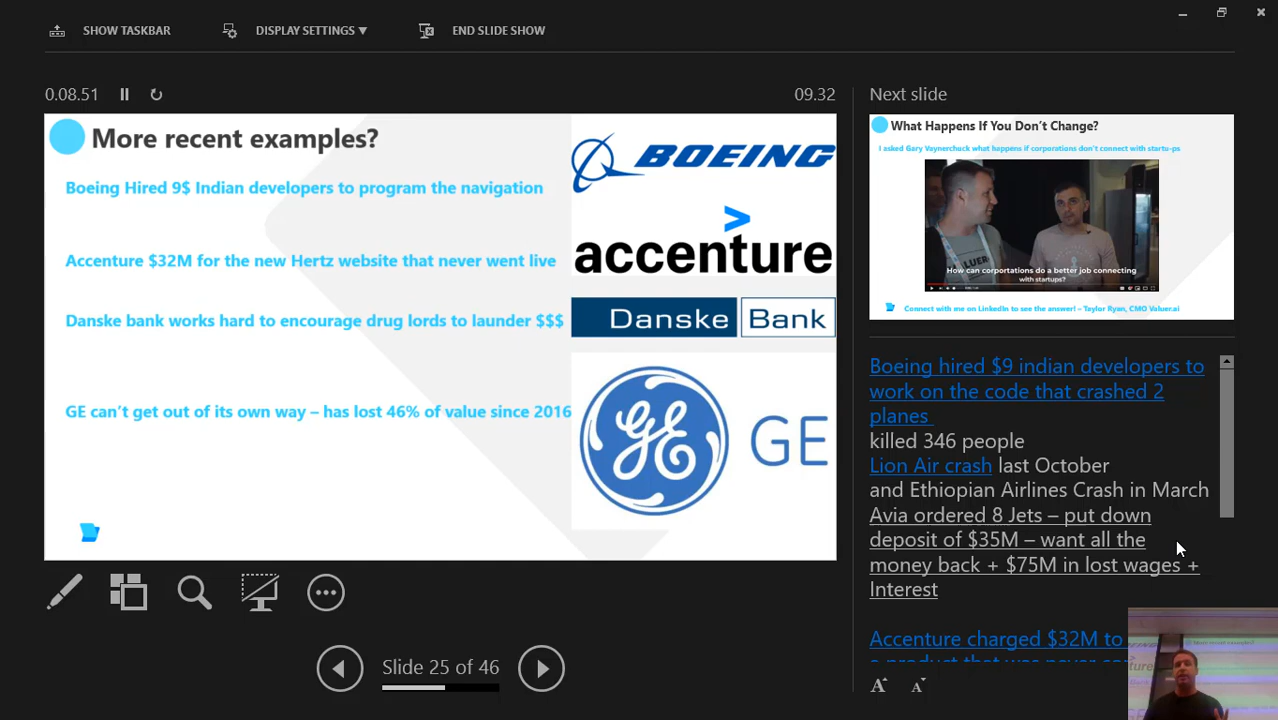 SHOW TASKBAR
DISPLAY SETTINGS ▼
END SLIDE SHOW
0.08.51
09.32
More recent examples?
Boeing Hired 9$ Indian developers to program the navigation
Accenture $32M for the new Hertz website that never went live
Danske bank works hard to encourage drug lords to launder $$$
GE can't get out of its own way – has lost 46% of value since 2016
BOEING
>
accenture
Danske Bank
GE
GE
Slide 25 of 46
Next slide
What Happens If You Don't Change?
I asked Gary Vaynerchuck what happens if corporations don't connect with startu-ps
How can corportations do a better job connecting
with startups?
Connect with me on LinkedIn to see the answer! – Taylor Ryan, CMO Valuer.ai
Boeing hired $9 indian developers to
work on the code that crashed 2
planes
killed 346 people
Lion Air crash last October
and Ethiopian Airlines Crash in March
Avia ordered 8 Jets – put down
deposit of $35M – want all the
money back + $75M in lost wages +
Interest
Accenture charged $32M to
A A